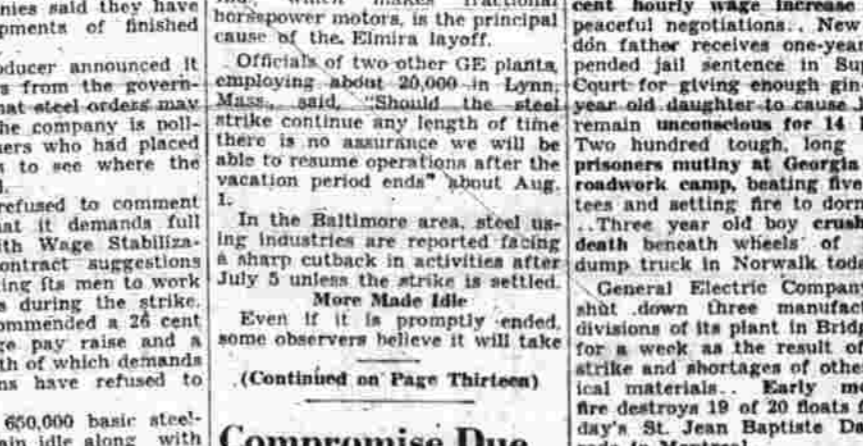 nies said they have
pments of finished
oducer announced it
s from the govern-
hat steel orders may
he company is poll-
ners who had placed
s to see where the
refused to comment
hat it demands full
ith Wage Stabiliza-
ontract suggestions
ing fts men to work
s during the strike.
ommended a 26 cent
ge pay raise and a
th of which demands
ns have refused to
650,000 basic steel-
ain idle along with
which makes fractional
horsepower motors, is the principal
cause of the Elmira layoff.
Officials of two other GE plants,
employing about 20,000 in Lynn,
Mass., said, "Should the steel
strike continue any length of time
there is no assurance we will be
able to resume operations after the
vacation period ends" about Aug.
1.
In the Baltimore area, steel us-
ing industries are reported facing
a sharp cutback in activities after
July 5 unless the strike is settled.
More Made Idle
Even if it is promptly ended,
some observers believe it will take
(Continued on Page Thirteen)
Compromise Due
cent hourly wage increase
peaceful negotiations.. New
don father receives one-year
pended jail sentence in Sup
Court for giving enough gin
year old daughter to cause
remain unconscious for 14
Two hundred tough, long
prisoners mutiny at Georgia
roadwork camp, beating five
tees and setting fire to dorm
..Three year old boy crush
death beneath wheels of
dump truck in Norwalk toda
General Electric Compan
shut down three manufac
divisions of its plant in Brid
for a week as the result of
strike and shortages of other
ical materials.. Early m
fire destroys 19 of 20 floats
day's St. Jean Baptiste Da